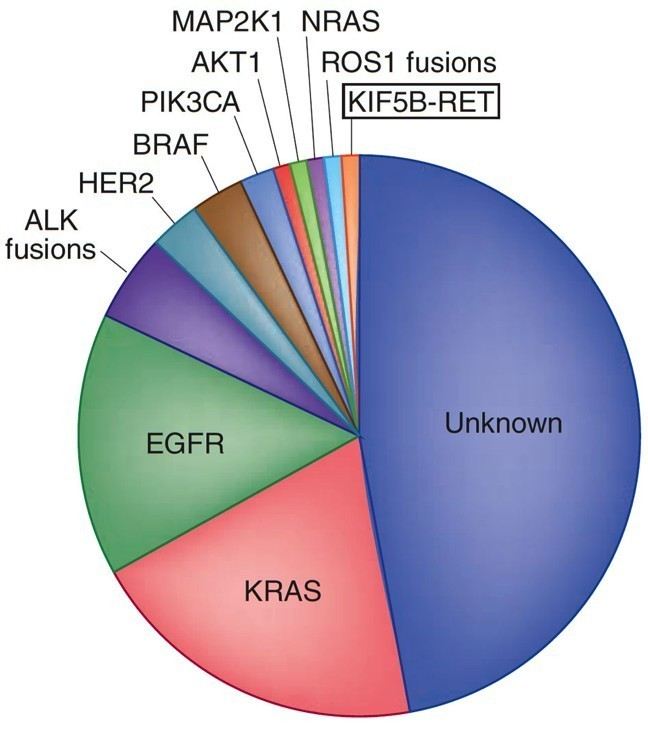 MAP2K1
NRAS
AKT1
ROS1 fusions
PIK3CA
KIF5B-RET
BRAF
HER2
ALK
fusions
Unknown
EGFR
KRAS